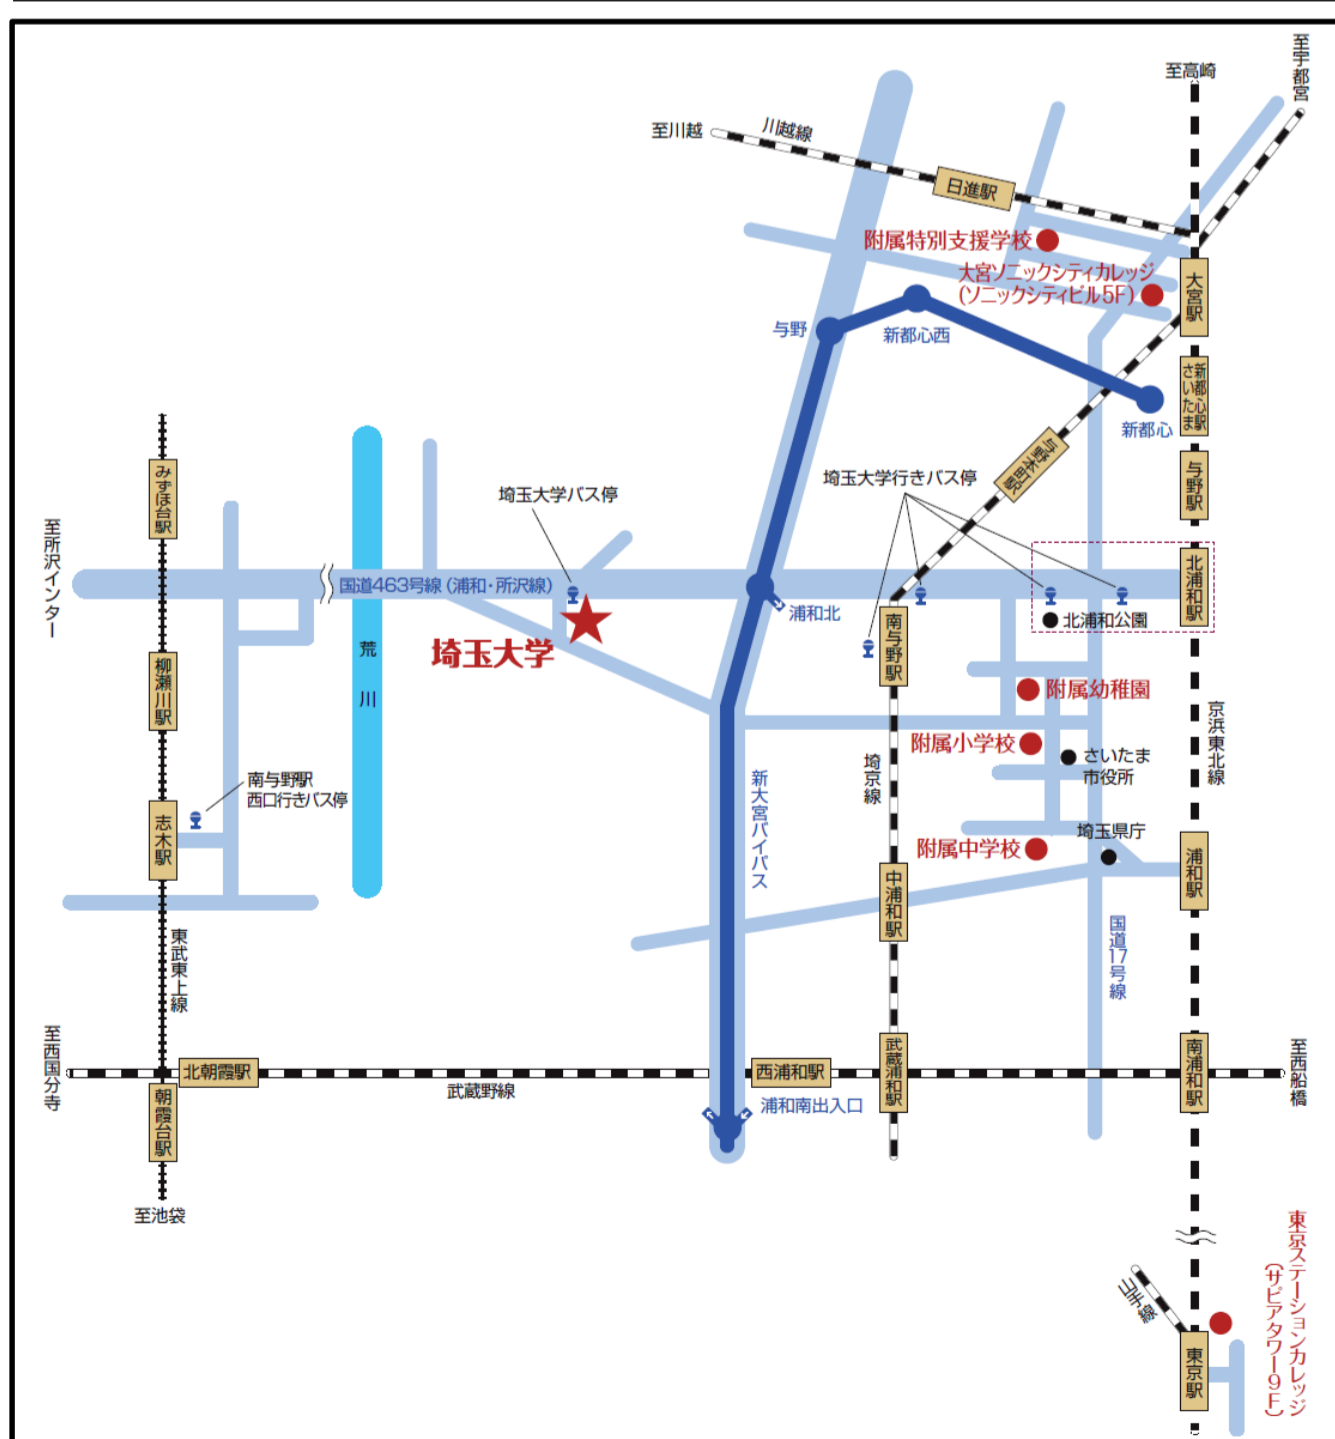 至宇都宮
至高崎
至川越
川越線
日進駅
附属特別支援学校
大宮ソニックシティカレッジ
(ソニックシティビル5F)
大宮駅
与野
新都心西
新都心
さいたま
新都心駅
与野本町駅
与野駅
みずほ台駅
埼玉大学バス停
埼玉大学行きバス停
至所沢インター
国道463号線(浦和・所沢線)
北浦和駅
浦和北
北浦和公園
埼玉大学
荒川
南与野駅
柳瀬川駅
附属幼稚園
京浜東北線
附属小学校
さいたま
市役所
埼京線
新大宮バイパス
南与野駅
西口行きバス停
志木駅
埼玉県庁
附属中学校
浦和駅
中浦和駅
国道17号線
東武東上線
至西国分寺
北朝霞駅
武蔵野線
西浦和駅
武蔵浦和駅
南浦和駅
至西船橋
朝霞台駅
浦和南出入口
至池袋
東京ステーションカレッジ
(サピアタワー9F)
山手線
東京駅